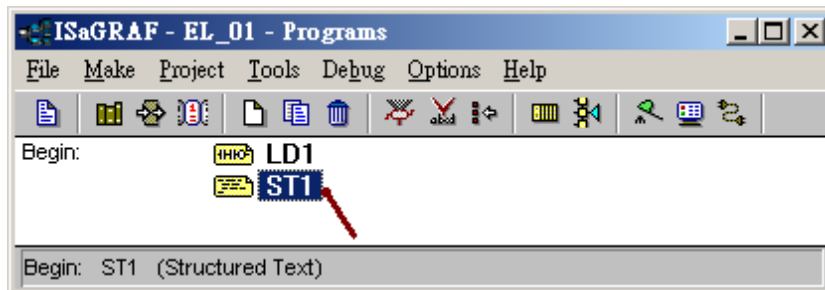 ISaGRAF - EL_01 - Programs
File Make Project Tools Debug Options Help
Begin: LD1
ST1
Begin: ST1 (Structured Text)